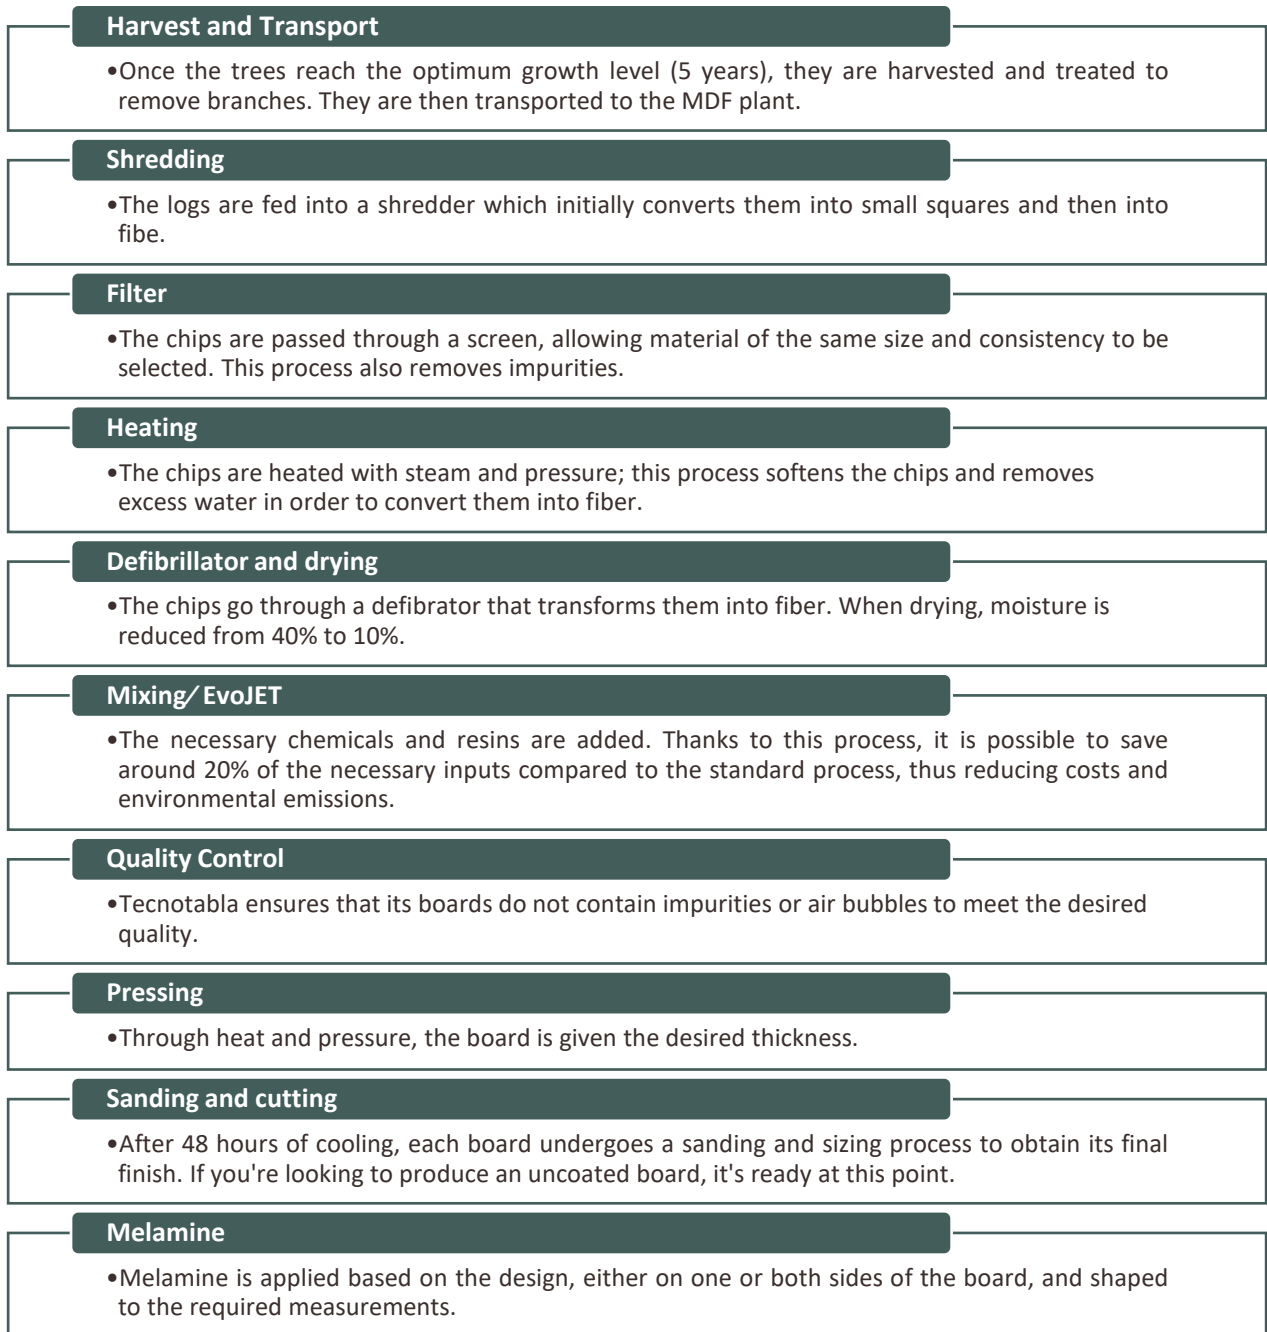 Harvest and Transport
•Once the trees reach the optimum growth level (5 years), they are harvested and treated to
remove branches. They are then transported to the MDF plant.
Shredding
•The logs are fed into a shredder which initially converts them into small squares and then into
fibe.
Filter
•The chips are passed through a screen, allowing material of the same size and consistency to be
selected. This process also removes impurities.
Heating
•The chips are heated with steam and pressure; this process softens the chips and removes
excess water in order to convert them into fiber.
Defibrillator and drying
•The chips go through a defibrator that transforms them into fiber. When drying, moisture is
reduced from 40% to 10%.
Mixing/ EvoJET
•The necessary chemicals and resins are added. Thanks to this process, it is possible to save
around 20% of the necessary inputs compared to the standard process, thus reducing costs and
environmental emissions.
Quality Control
•Tecnotabla ensures that its boards do not contain impurities or air bubbles to meet the desired
quality.
Pressing
•Through heat and pressure, the board is given the desired thickness.
Sanding and cutting
•After 48 hours of cooling, each board undergoes a sanding and sizing process to obtain its final
finish. If you're looking to produce an uncoated board, it's ready at this point.
Melamine
•Melamine is applied based on the design, either on one or both sides of the board, and shaped
to the required measurements.